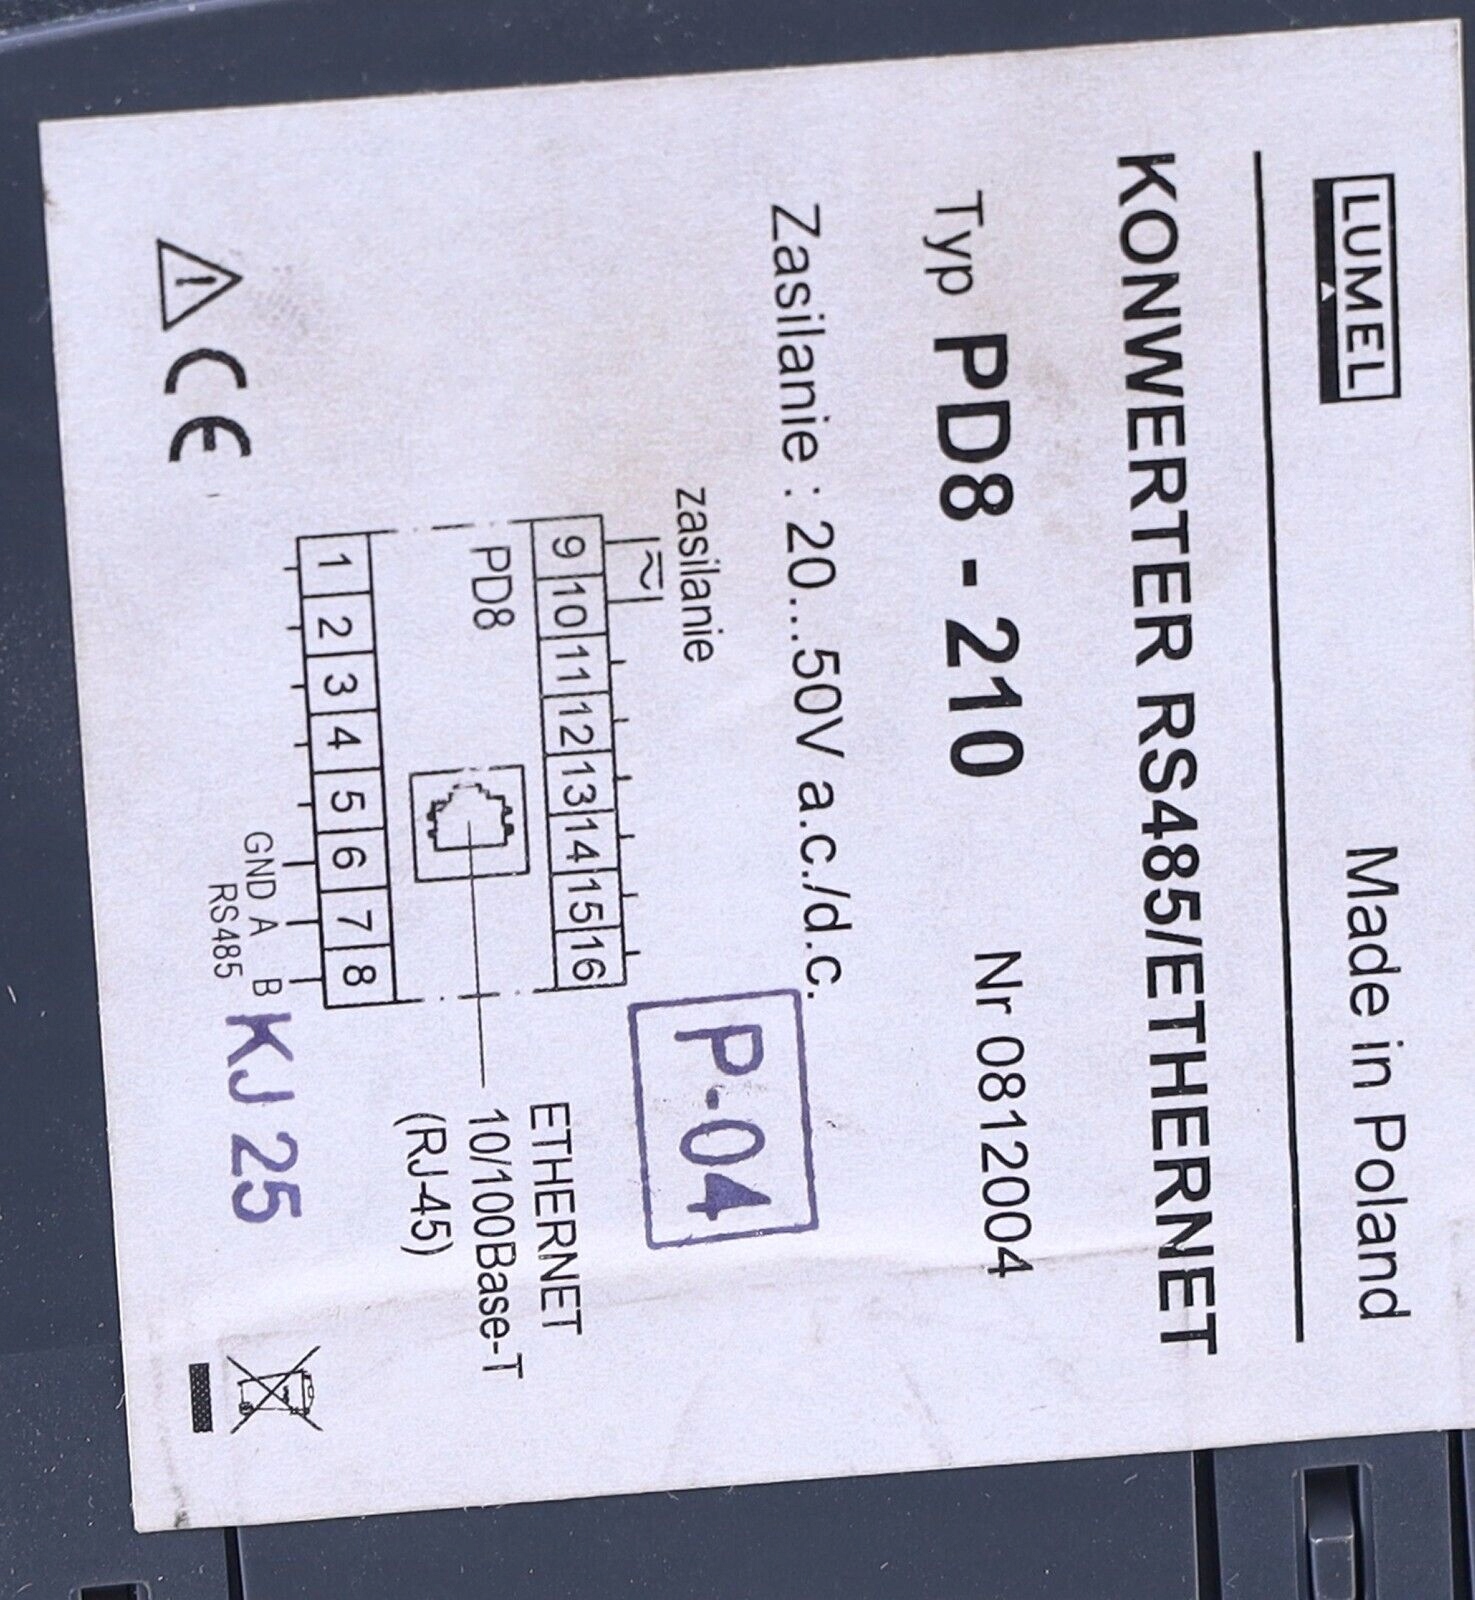 LUMEL Made in Poland
KONWERTER RS485/ETHERNET
Typ PD8 - 210 Nr 0812004
Zasilanie : 20...50V a.c./d.c.
zasilanie
P.04
9 10 11 12 13 14 15 16
PD8
ETHERNET
10/100Base-T
(RJ-45)
1 2 3 4 5 6 7 8
GND A B
RS485
KJ 25
CE